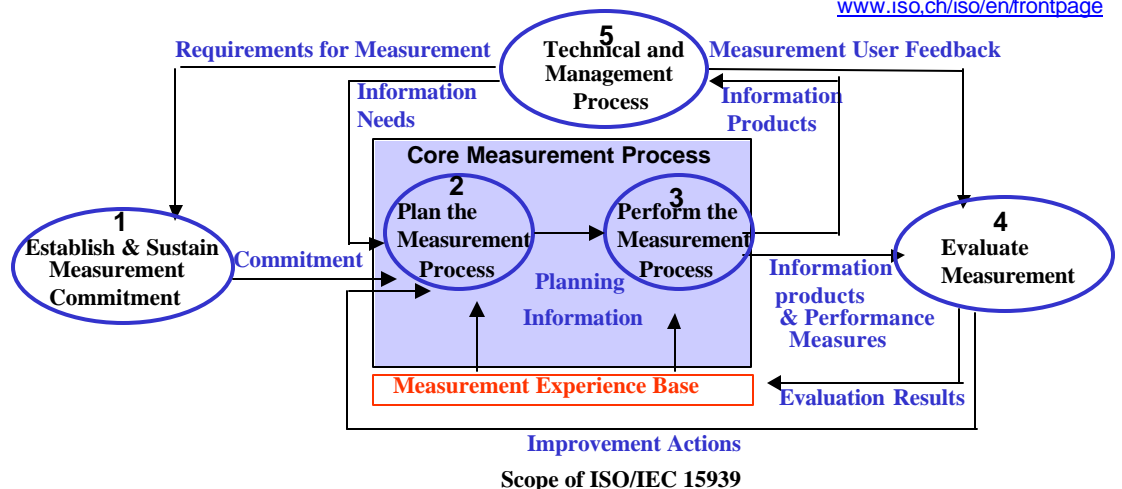 www.iso,ch/iso/en/frontpage
5
Technical and
Management
Process
Requirements for Measurement
Measurement User Feedback
Information
Needs
Information
Products
Core Measurement Process
1
Establish & Sustain
Measurement
Commitment
Commitment
2
Plan the
Measurement
Process
3
Perform the
Measurement
Process
Planning
Information
4
Evaluate
Measurement
Information
products
& Performance
Measures
Measurement Experience Base
Evaluation Results
Improvement Actions
Scope of ISO/IEC 15939